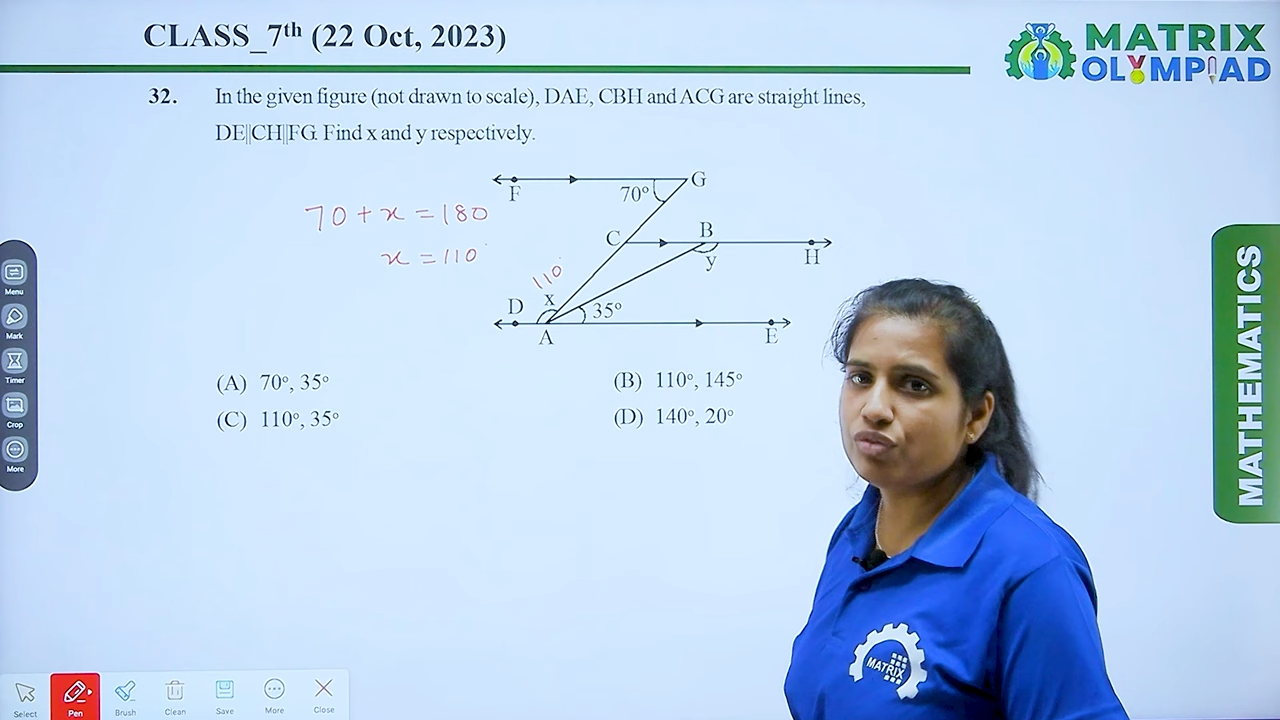 CLASS_7th (22 Oct, 2023)
MATRIX
OLYMPIAD
32. In the given figure (not drawn to scale), DAE, CBH and ACG are straight lines,
DE||CH||FG. Find x and y respectively.
F
70°
G
70 + x = 180
x = 110°
C
B
y
H
110°
D
x
35°
A
E
(A) 70°, 35°
(B) 110°, 145°
(C) 110°, 35°
(D) 140°, 20°
MATHEMATICS
Menu
Mark
Timer
Crop
More
MATRIX
Select
Pen
Brush
Clean
Save
More
Close